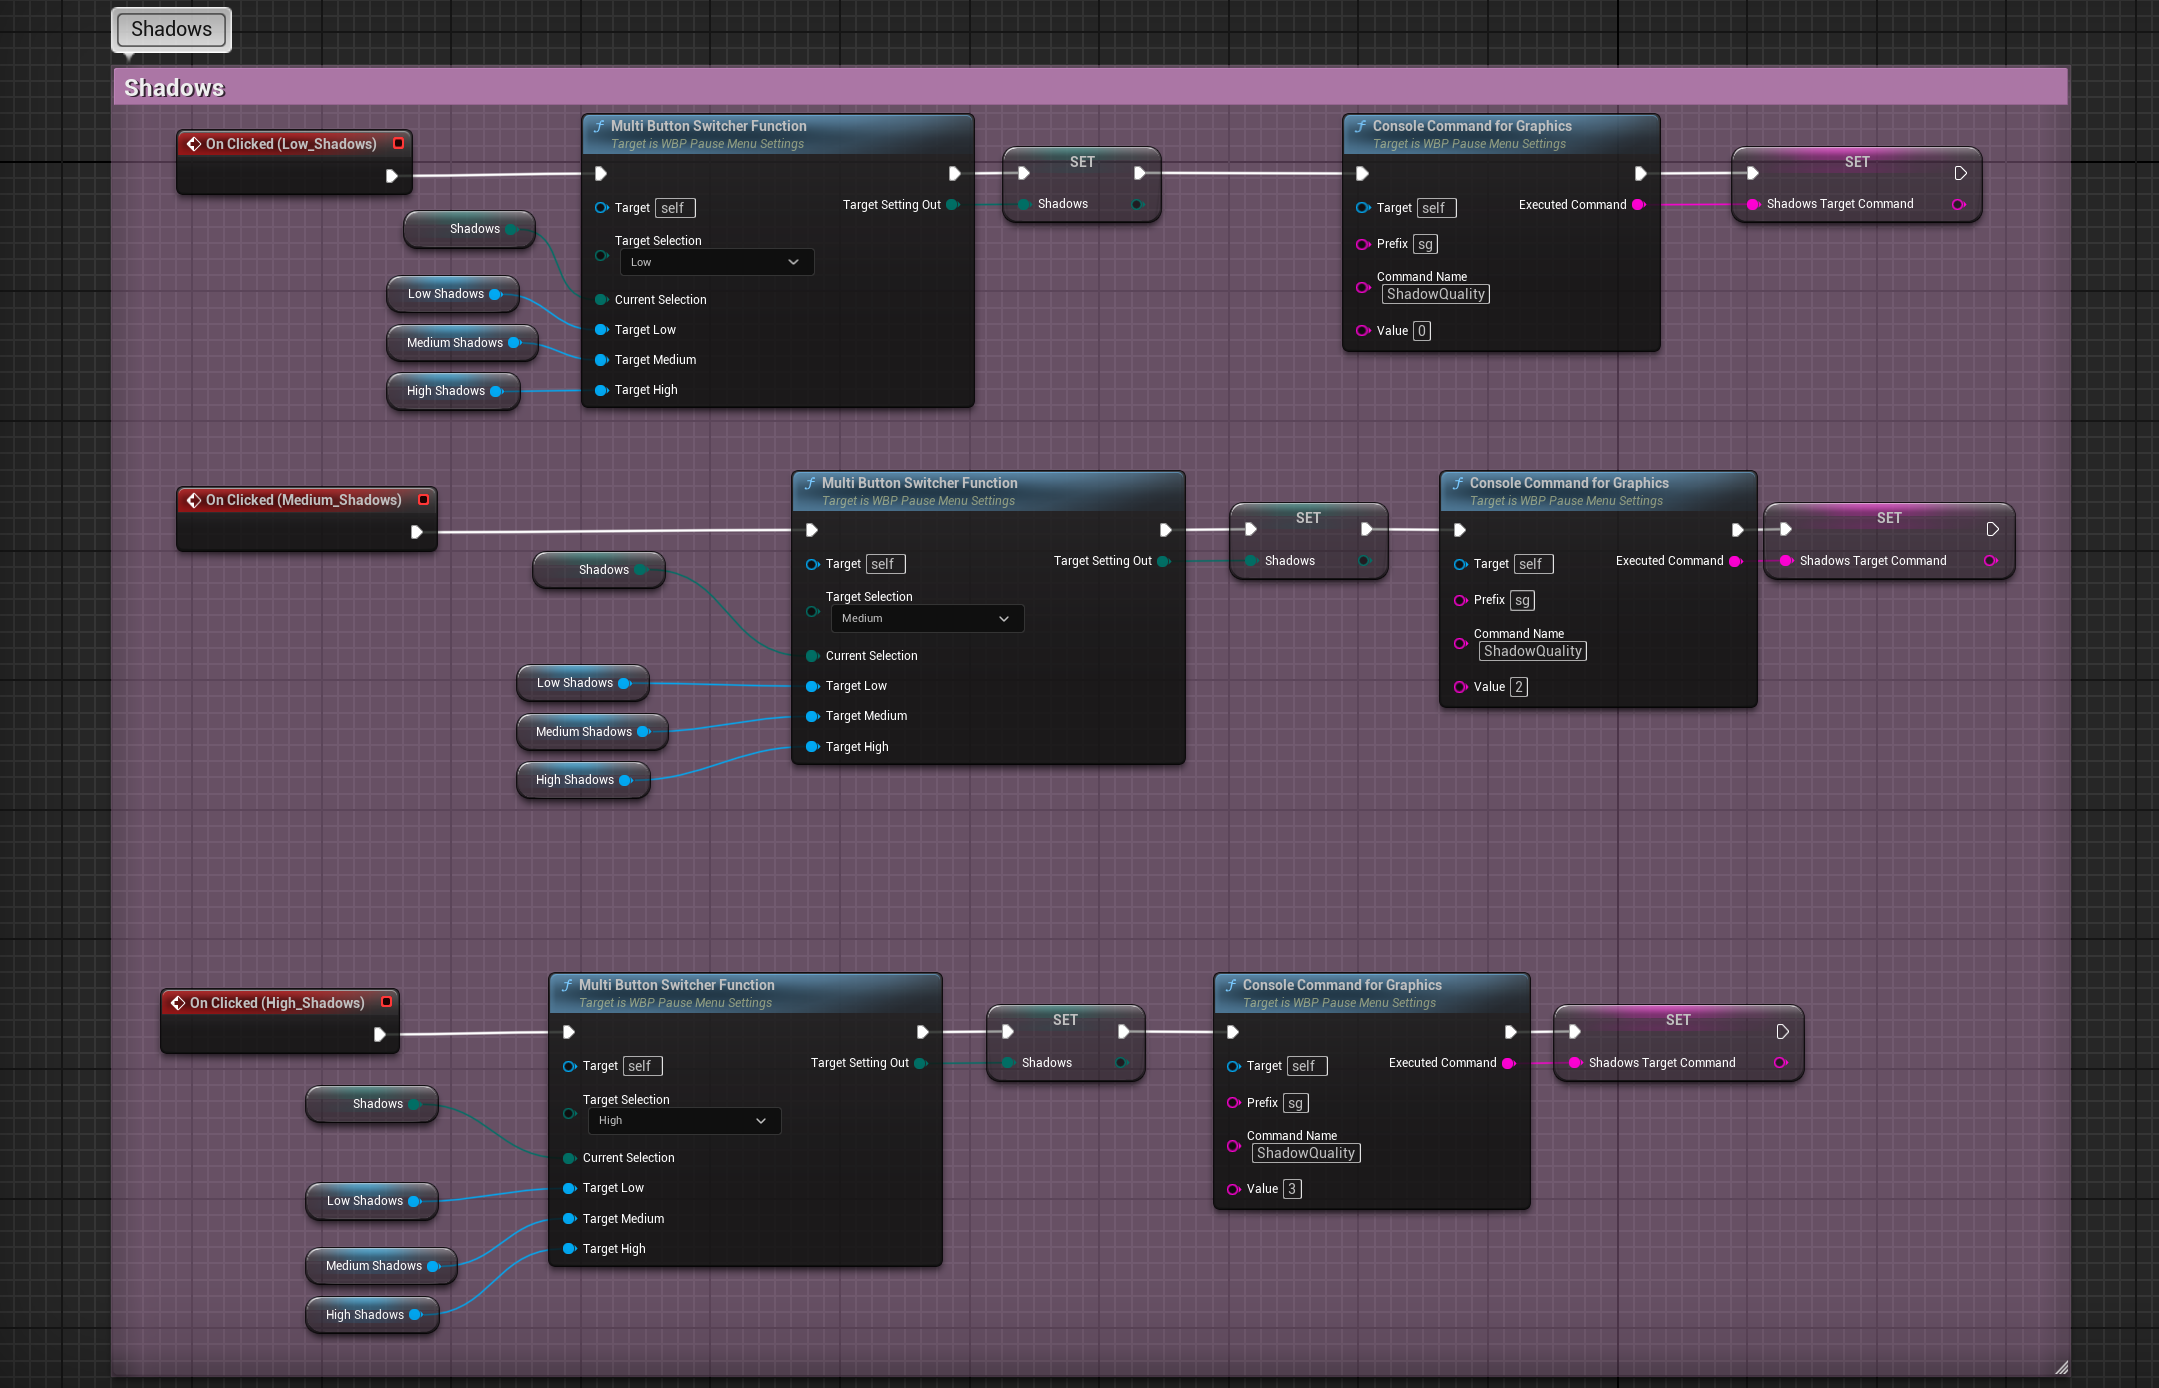 Shadows
Shadows
On Clicked (Low_Shadows)
Multi Button Switcher Function
Target is WBP Pause Menu Settings
Target self
Target Setting Out
Target Selection
Low
Current Selection
Target Low
Target Medium
Target High
Shadows
Low Shadows
Medium Shadows
High Shadows
SET
Shadows
Console Command for Graphics
Target is WBP Pause Menu Settings
Target self
Executed Command
Prefix sg
Command Name
ShadowQuality
Value 0
SET
Shadows Target Command
On Clicked (Medium_Shadows)
Multi Button Switcher Function
Target is WBP Pause Menu Settings
Target self
Target Setting Out
Target Selection
Medium
Current Selection
Target Low
Target Medium
Target High
Shadows
Low Shadows
Medium Shadows
High Shadows
SET
Shadows
Console Command for Graphics
Target is WBP Pause Menu Settings
Target self
Executed Command
Prefix sg
Command Name
ShadowQuality
Value 2
SET
Shadows Target Command
On Clicked (High_Shadows)
Multi Button Switcher Function
Target is WBP Pause Menu Settings
Target self
Target Setting Out
Target Selection
High
Current Selection
Target Low
Target Medium
Target High
Shadows
Low Shadows
Medium Shadows
High Shadows
SET
Shadows
Console Command for Graphics
Target is WBP Pause Menu Settings
Target self
Executed Command
Prefix sg
Command Name
ShadowQuality
Value 3
SET
Shadows Target Command